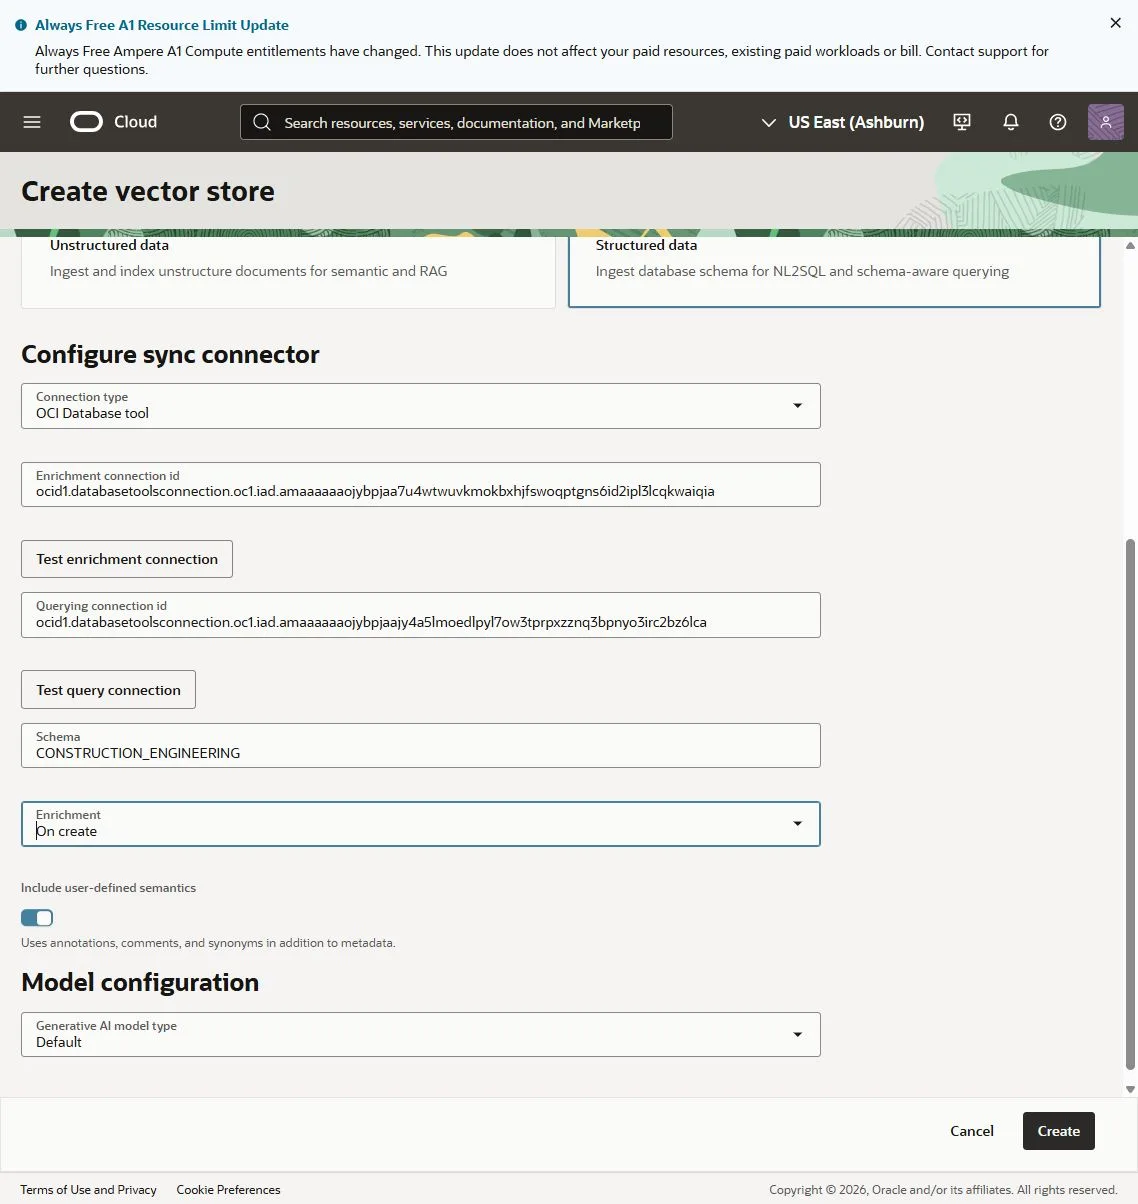 Always Free A1 Resource Limit Update
Always Free Ampere A1 Compute entitlements have changed. This update does not affect your paid resources, existing paid workloads or bill. Contact support for
further questions.
Cloud
Search resources, services, documentation, and Marketp
US East (Ashburn)
Create vector store
Unstructured data
Ingest and index unstructure documents for semantic and RAG
Structured data
Ingest database schema for NL2SQL and schema-aware querying
Configure sync connector
Connection type
OCI Database tool
Enrichment connection id
ocid1.databasetoolsconnection.oc1.iad.amaaaaaaojybpjaa7u4wtwuvkmokbxhjfswoqptgns6id2ipl3lcqkwaiqia
Test enrichment connection
Querying connection id
ocid1.databasetoolsconnection.oc1.iad.amaaaaaaojybpjaajy4a5lmoedlpyl7ow3tprpxzznq3bpnyo3irc2bz6lca
Test query connection
Schema
CONSTRUCTION_ENGINEERING
Enrichment
On create
Include user-defined semantics
Uses annotations, comments, and synonyms in addition to metadata.
Model configuration
Generative AI model type
Default
Cancel
Create
Terms of Use and Privacy
Cookie Preferences
Copyright © 2026, Oracle and/or its affiliates. All rights reserved.